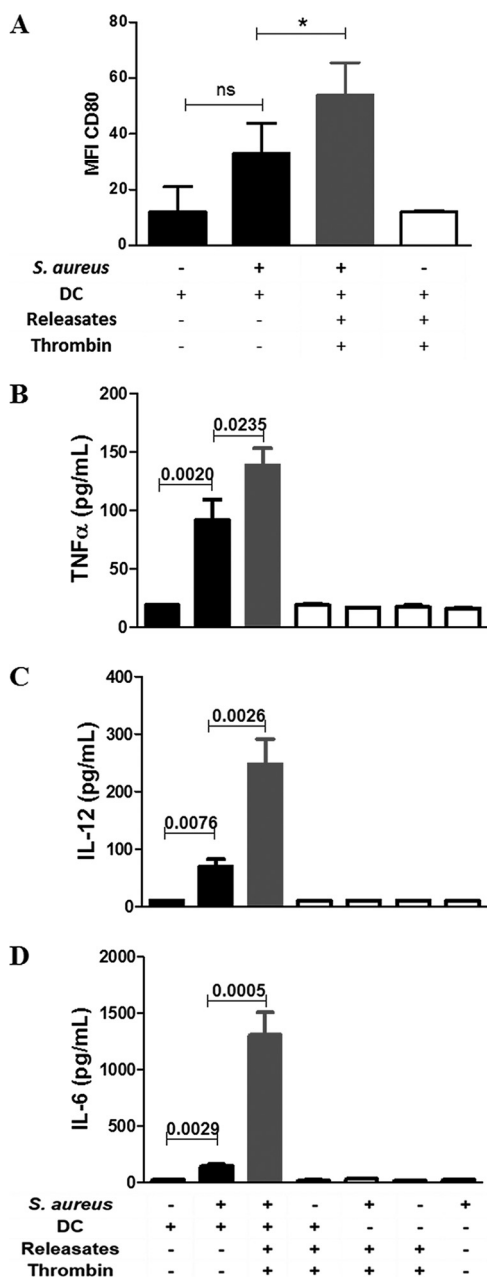 A
80
*
60
ns
MFI CD80
40
20
0
S. aureus - + + -
DC + + + +
Releasates - - + +
Thrombin - - + +
B
200
0.0235
150
0.0020
TNFα (pg/mL)
100
50
0
C
400
0.0026
300
IL-12 (pg/mL)
200
0.0076
100
0
D
2000
0.0005
1500
IL-6 (pg/mL)
1000
500
0.0029
0
S. aureus - + + - + - +
DC + + + + - - -
Releasates - - + + + + -
Thrombin - - + + + + -